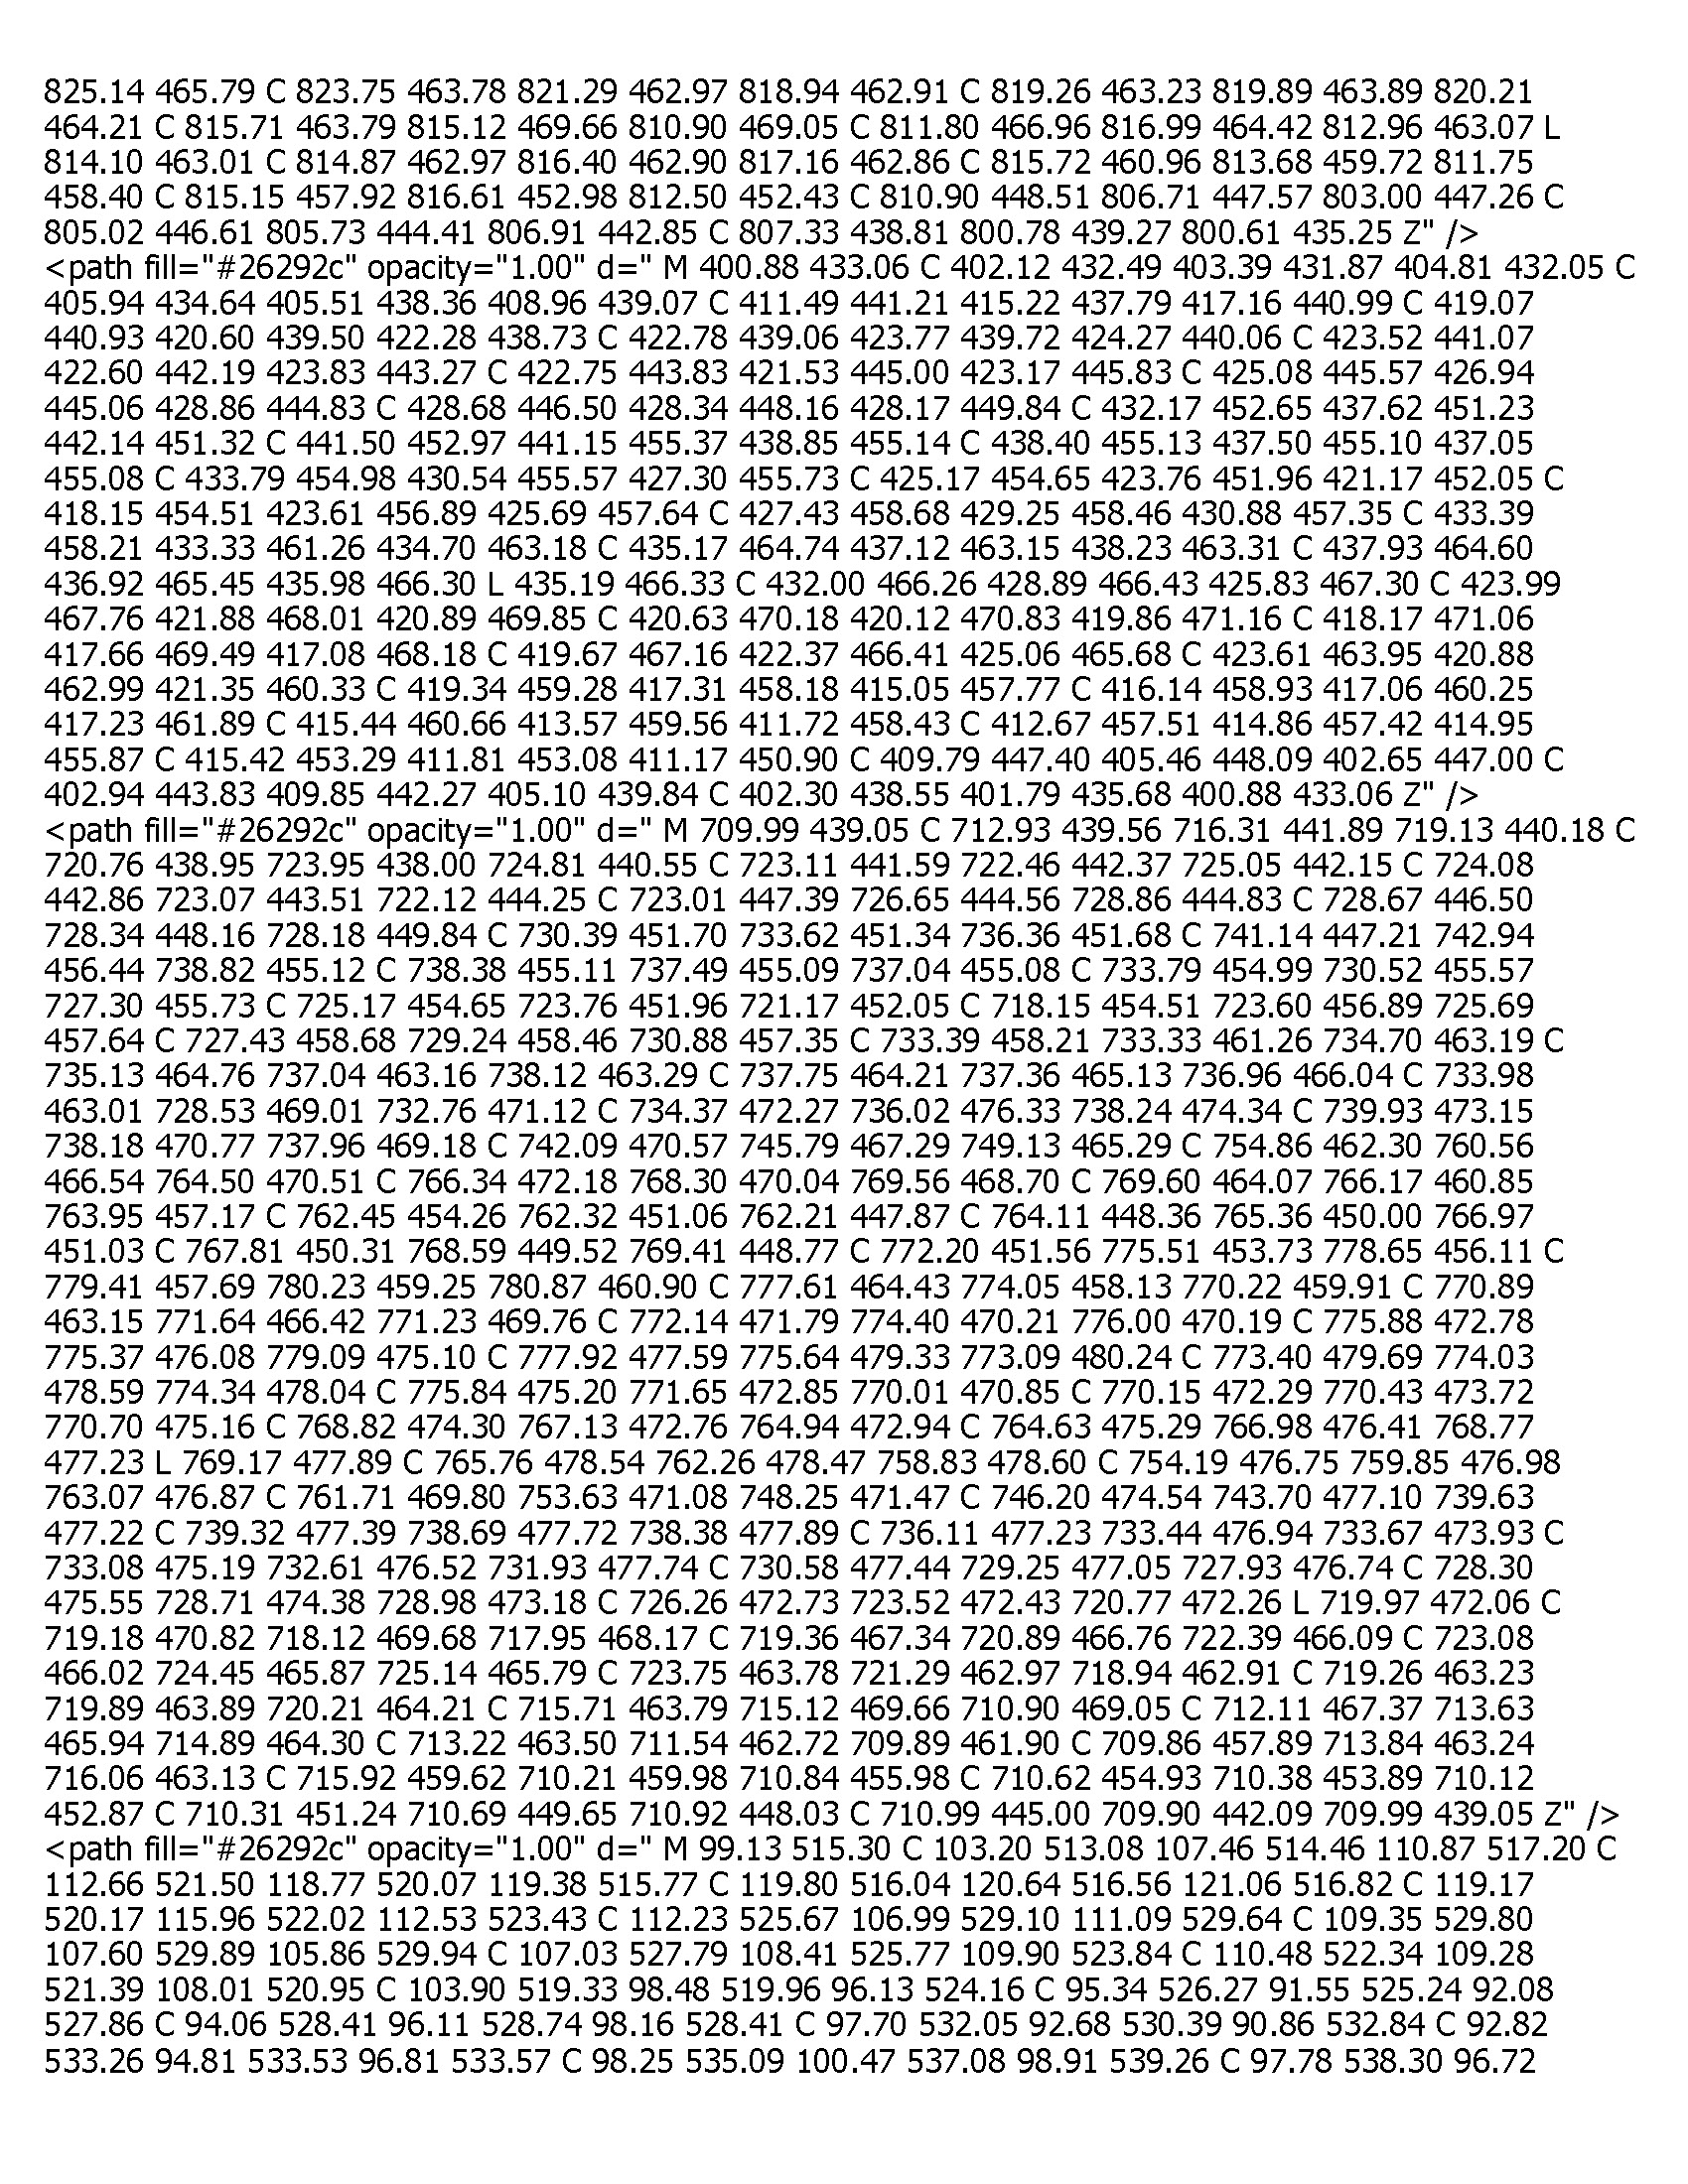 825.14 465.79 C 823.75 463.78 821.29 462.97 818.94 462.91 C 819.26 463.23 819.89 463.89 820.21
464.21 C 815.71 463.79 815.12 469.66 810.90 469.05 C 811.80 466.96 816.99 464.42 812.96 463.07 L
814.10 463.01 C 814.87 462.97 816.40 462.90 817.16 462.86 C 815.72 460.96 813.68 459.72 811.75
458.40 C 815.15 457.92 816.61 452.98 812.50 452.43 C 810.90 448.51 806.71 447.57 803.00 447.26 C
805.02 446.61 805.73 444.41 806.91 442.85 C 807.33 438.81 800.78 439.27 800.61 435.25 Z" />
<path fill="#26292c" opacity="1.00" d=" M 400.88 433.06 C 402.12 432.49 403.39 431.87 404.81 432.05 C
405.94 434.64 405.51 438.36 408.96 439.07 C 411.49 441.21 415.22 437.79 417.16 440.99 C 419.07
440.93 420.60 439.50 422.28 438.73 C 422.78 439.06 423.77 439.72 424.27 440.06 C 423.52 441.07
422.60 442.19 423.83 443.27 C 422.75 443.83 421.53 445.00 423.17 445.83 C 425.08 445.57 426.94
445.06 428.86 444.83 C 428.68 446.50 428.34 448.16 428.17 449.84 C 432.17 452.65 437.62 451.23
442.14 451.32 C 441.50 452.97 441.15 455.37 438.85 455.14 C 438.40 455.13 437.50 455.10 437.05
455.08 C 433.79 454.98 430.54 455.57 427.30 455.73 C 425.17 454.65 423.76 451.96 421.17 452.05 C
418.15 454.51 423.61 456.89 425.69 457.64 C 427.43 458.68 429.25 458.46 430.88 457.35 C 433.39
458.21 433.33 461.26 434.70 463.18 C 435.17 464.74 437.12 463.15 438.23 463.31 C 437.93 464.60
436.92 465.45 435.98 466.30 L 435.19 466.33 C 432.00 466.26 428.89 466.43 425.83 467.30 C 423.99
467.76 421.88 468.01 420.89 469.85 C 420.63 470.18 420.12 470.83 419.86 471.16 C 418.17 471.06
417.66 469.49 417.08 468.18 C 419.67 467.16 422.37 466.41 425.06 465.68 C 423.61 463.95 420.88
462.99 421.35 460.33 C 419.34 459.28 417.31 458.18 415.05 457.77 C 416.14 458.93 417.06 460.25
417.23 461.89 C 415.44 460.66 413.57 459.56 411.72 458.43 C 412.67 457.51 414.86 457.42 414.95
455.87 C 415.42 453.29 411.81 453.08 411.17 450.90 C 409.79 447.40 405.46 448.09 402.65 447.00 C
402.94 443.83 409.85 442.27 405.10 439.84 C 402.30 438.55 401.79 435.68 400.88 433.06 Z" />
<path fill="#26292c" opacity="1.00" d=" M 709.99 439.05 C 712.93 439.56 716.31 441.89 719.13 440.18 C
720.76 438.95 723.95 438.00 724.81 440.55 C 723.11 441.59 722.46 442.37 725.05 442.15 C 724.08
442.86 723.07 443.51 722.12 444.25 C 723.01 447.39 726.65 444.56 728.86 444.83 C 728.67 446.50
728.34 448.16 728.18 449.84 C 730.39 451.70 733.62 451.34 736.36 451.68 C 741.14 447.21 742.94
456.44 738.82 455.12 C 738.38 455.11 737.49 455.09 737.04 455.08 C 733.79 454.99 730.52 455.57
727.30 455.73 C 725.17 454.65 723.76 451.96 721.17 452.05 C 718.15 454.51 723.60 456.89 725.69
457.64 C 727.43 458.68 729.24 458.46 730.88 457.35 C 733.39 458.21 733.33 461.26 734.70 463.19 C
735.13 464.76 737.04 463.16 738.12 463.29 C 737.75 464.21 737.36 465.13 736.96 466.04 C 733.98
463.01 728.53 469.01 732.76 471.12 C 734.37 472.27 736.02 476.33 738.24 474.34 C 739.93 473.15
738.18 470.77 737.96 469.18 C 742.09 470.57 745.79 467.29 749.13 465.29 C 754.86 462.30 760.56
466.54 764.50 470.51 C 766.34 472.18 768.30 470.04 769.56 468.70 C 769.60 464.07 766.17 460.85
763.95 457.17 C 762.45 454.26 762.32 451.06 762.21 447.87 C 764.11 448.36 765.36 450.00 766.97
451.03 C 767.81 450.31 768.59 449.52 769.41 448.77 C 772.20 451.56 775.51 453.73 778.65 456.11 C
779.41 457.69 780.23 459.25 780.87 460.90 C 777.61 464.43 774.05 458.13 770.22 459.91 C 770.89
463.15 771.64 466.42 771.23 469.76 C 772.14 471.79 774.40 470.21 776.00 470.19 C 775.88 472.78
775.37 476.08 779.09 475.10 C 777.92 477.59 775.64 479.33 773.09 480.24 C 773.40 479.69 774.03
478.59 774.34 478.04 C 775.84 475.20 771.65 472.85 770.01 470.85 C 770.15 472.29 770.43 473.72
770.70 475.16 C 768.82 474.30 767.13 472.76 764.94 472.94 C 764.63 475.29 766.98 476.41 768.77
477.23 L 769.17 477.89 C 765.76 478.54 762.26 478.47 758.83 478.60 C 754.19 476.75 759.85 476.98
763.07 476.87 C 761.71 469.80 753.63 471.08 748.25 471.47 C 746.20 474.54 743.70 477.10 739.63
477.22 C 739.32 477.39 738.69 477.72 738.38 477.89 C 736.11 477.23 733.44 476.94 733.67 473.93 C
733.08 475.19 732.61 476.52 731.93 477.74 C 730.58 477.44 729.25 477.05 727.93 476.74 C 728.30
475.55 728.71 474.38 728.98 473.18 C 726.26 472.73 723.52 472.43 720.77 472.26 L 719.97 472.06 C
719.18 470.82 718.12 469.68 717.95 468.17 C 719.36 467.34 720.89 466.76 722.39 466.09 C 723.08
466.02 724.45 465.87 725.14 465.79 C 723.75 463.78 721.29 462.97 718.94 462.91 C 719.26 463.23
719.89 463.89 720.21 464.21 C 715.71 463.79 715.12 469.66 710.90 469.05 C 712.11 467.37 713.63
465.94 714.89 464.30 C 713.22 463.50 711.54 462.72 709.89 461.90 C 709.86 457.89 713.84 463.24
716.06 463.13 C 715.92 459.62 710.21 459.98 710.84 455.98 C 710.62 454.93 710.38 453.89 710.12
452.87 C 710.31 451.24 710.69 449.65 710.92 448.03 C 710.99 445.00 709.90 442.09 709.99 439.05 Z" />
<path fill="#26292c" opacity="1.00" d=" M 99.13 515.30 C 103.20 513.08 107.46 514.46 110.87 517.20 C
112.66 521.50 118.77 520.07 119.38 515.77 C 119.80 516.04 120.64 516.56 121.06 516.82 C 119.17
520.17 115.96 522.02 112.53 523.43 C 112.23 525.67 106.99 529.10 111.09 529.64 C 109.35 529.80
107.60 529.89 105.86 529.94 C 107.03 527.79 108.41 525.77 109.90 523.84 C 110.48 522.34 109.28
521.39 108.01 520.95 C 103.90 519.33 98.48 519.96 96.13 524.16 C 95.34 526.27 91.55 525.24 92.08
527.86 C 94.06 528.41 96.11 528.74 98.16 528.41 C 97.70 532.05 92.68 530.39 90.86 532.84 C 92.82
533.26 94.81 533.53 96.81 533.57 C 98.25 535.09 100.47 537.08 98.91 539.26 C 97.78 538.30 96.72